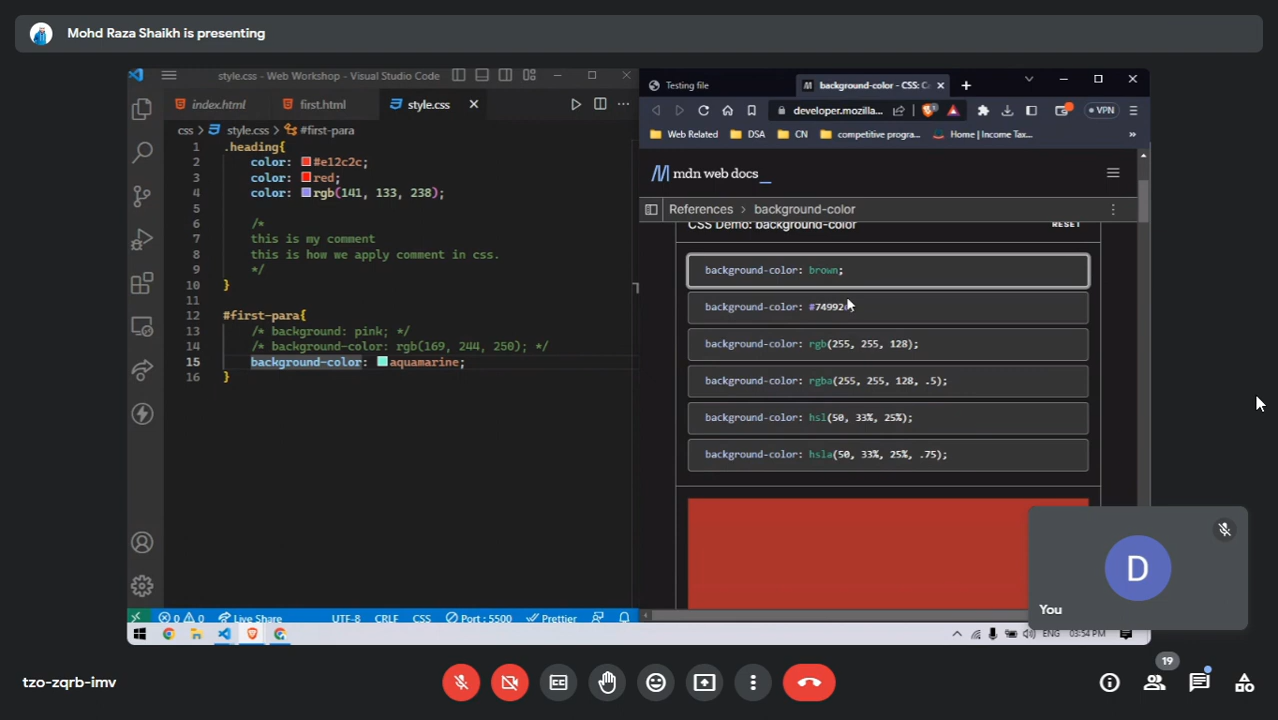 Mohd Raza Shaikh is presenting
style.css - Web Workshop - Visual Studio Code
index.html
first.html
style.css
css > style.css > #first-para
1 .heading{
2 color: #e12c2c;
3 color: red;
4 color: rgb(141, 133, 238);
5
6 /*
7 this is my comment
8 this is how we apply comment in css.
9 */
10 }
11
12 #first-para{
13 /* background: pink; */
14 /* background-color: rgb(169, 244, 250); */
15 background-color: aquamarine;
16 }
0 0 Live Share UTF-8 CRLF CSS Port : 5500 Prettier
Testing file
background-color - CSS: C
developer.mozilla...
VPN
Web Related DSA CN competitive progra... Home | Income Tax...
mdn web docs_
References > background-color
CSS Demo: background-color RESET
background-color: brown;
background-color: #74992
background-color: rgb(255, 255, 128);
background-color: rgba(255, 255, 128, .5);
background-color: hsl(50, 33%, 25%);
background-color: hsla(50, 33%, 25%, .75);
D
You
ENG 03:54 PM
tzo-zqrb-imv
CC
19